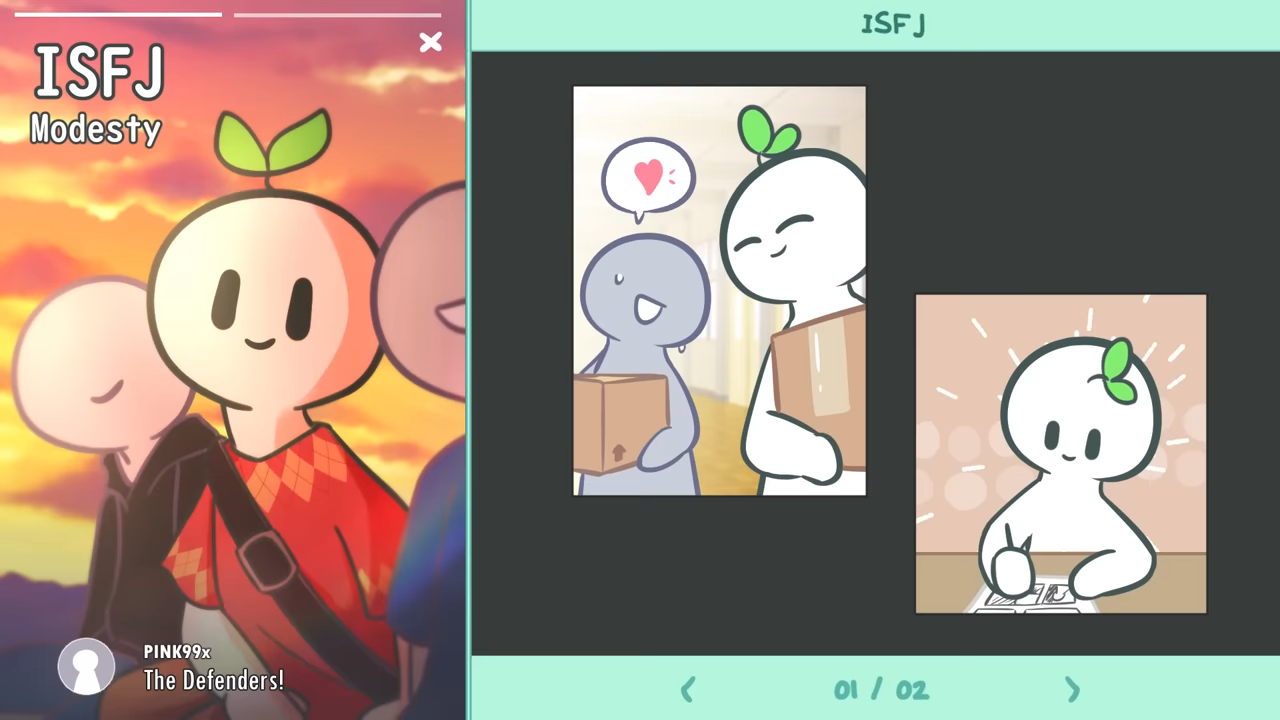 ISFJ
Modesty
PINK99x
The Defenders!
ISFJ
01 / 02